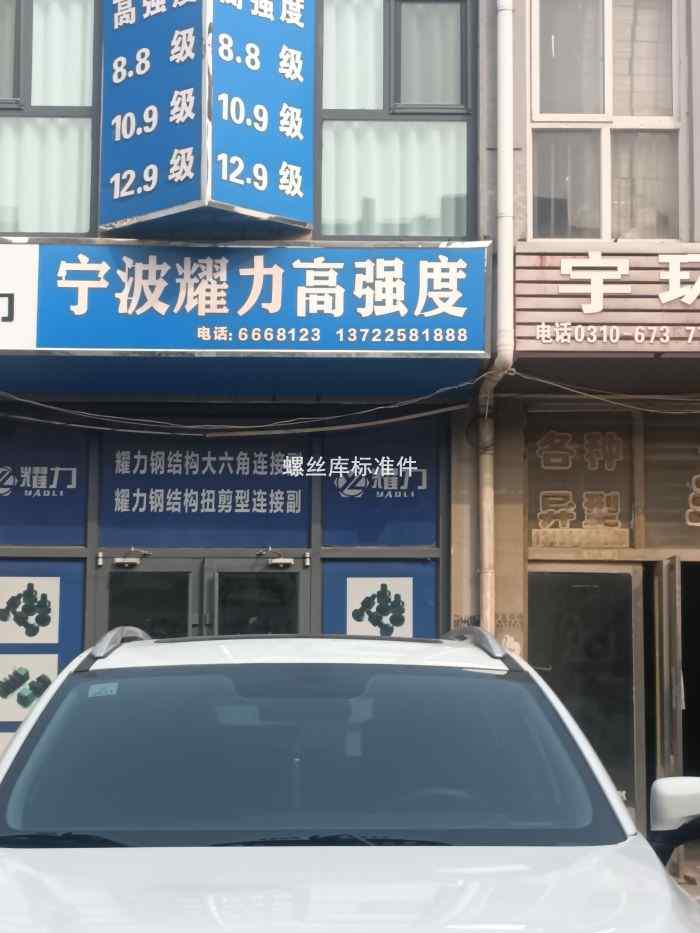 高强度
8.8 级
10.9 级
12.9 级
高强度
8.8 级
10.9 级
12.9 级
宁波耀力高强度
电话: 6668123 13722581888
宇
电话0310-673 7
耀力钢结构大六角连接副
耀力钢结构扭剪型连接副
螺丝库标准件
耀力
YAOLI
耀力
YAOLI
各种
异型